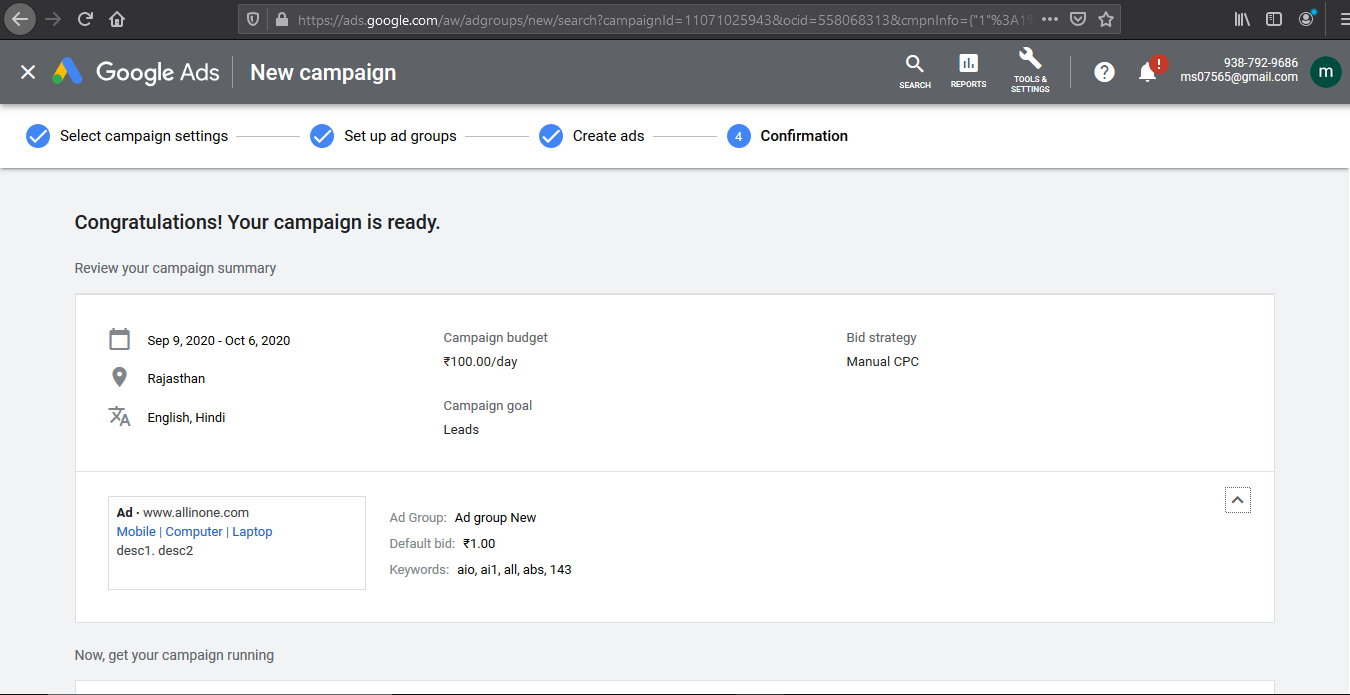 https://ads.google.com/aw/adgroups/new/search?campaignId=11071025943&ocid=558068313&cmpnInfo={"1"%3A1
Google Ads New campaign
SEARCH
REPORTS
TOOLS &
SETTINGS
?
!
938-792-9686
ms07565@gmail.com
m
Select campaign settings
Set up ad groups
Create ads
4 Confirmation
Congratulations! Your campaign is ready.
Review your campaign summary
Sep 9, 2020 - Oct 6, 2020
Rajasthan
English, Hindi
Campaign budget
₹100.00/day
Campaign goal
Leads
Bid strategy
Manual CPC
Ad · www.allinone.com
Mobile | Computer | Laptop
desc1. desc2
Ad Group: Ad group New
Default bid: ₹1.00
Keywords: aio, ai1, all, abs, 143
Now, get your campaign running